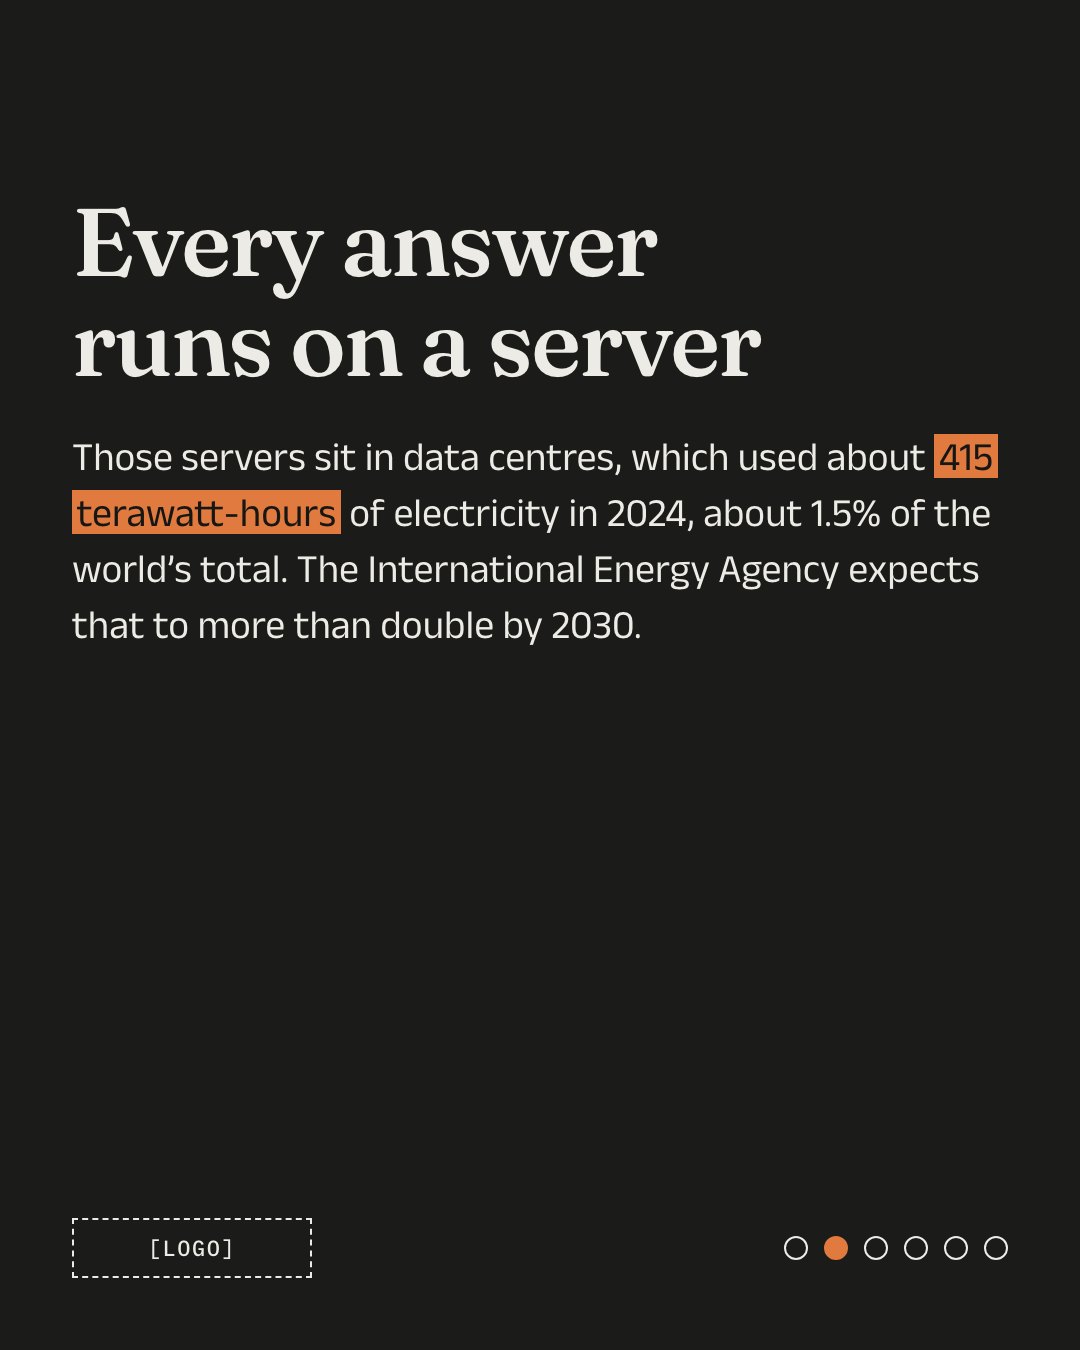 Every answer
runs on a server
Those servers sit in data centres, which used about 415
terawatt-hours of electricity in 2024, about 1.5% of the
world’s total. The International Energy Agency expects
that to more than double by 2030.
[LOGO]